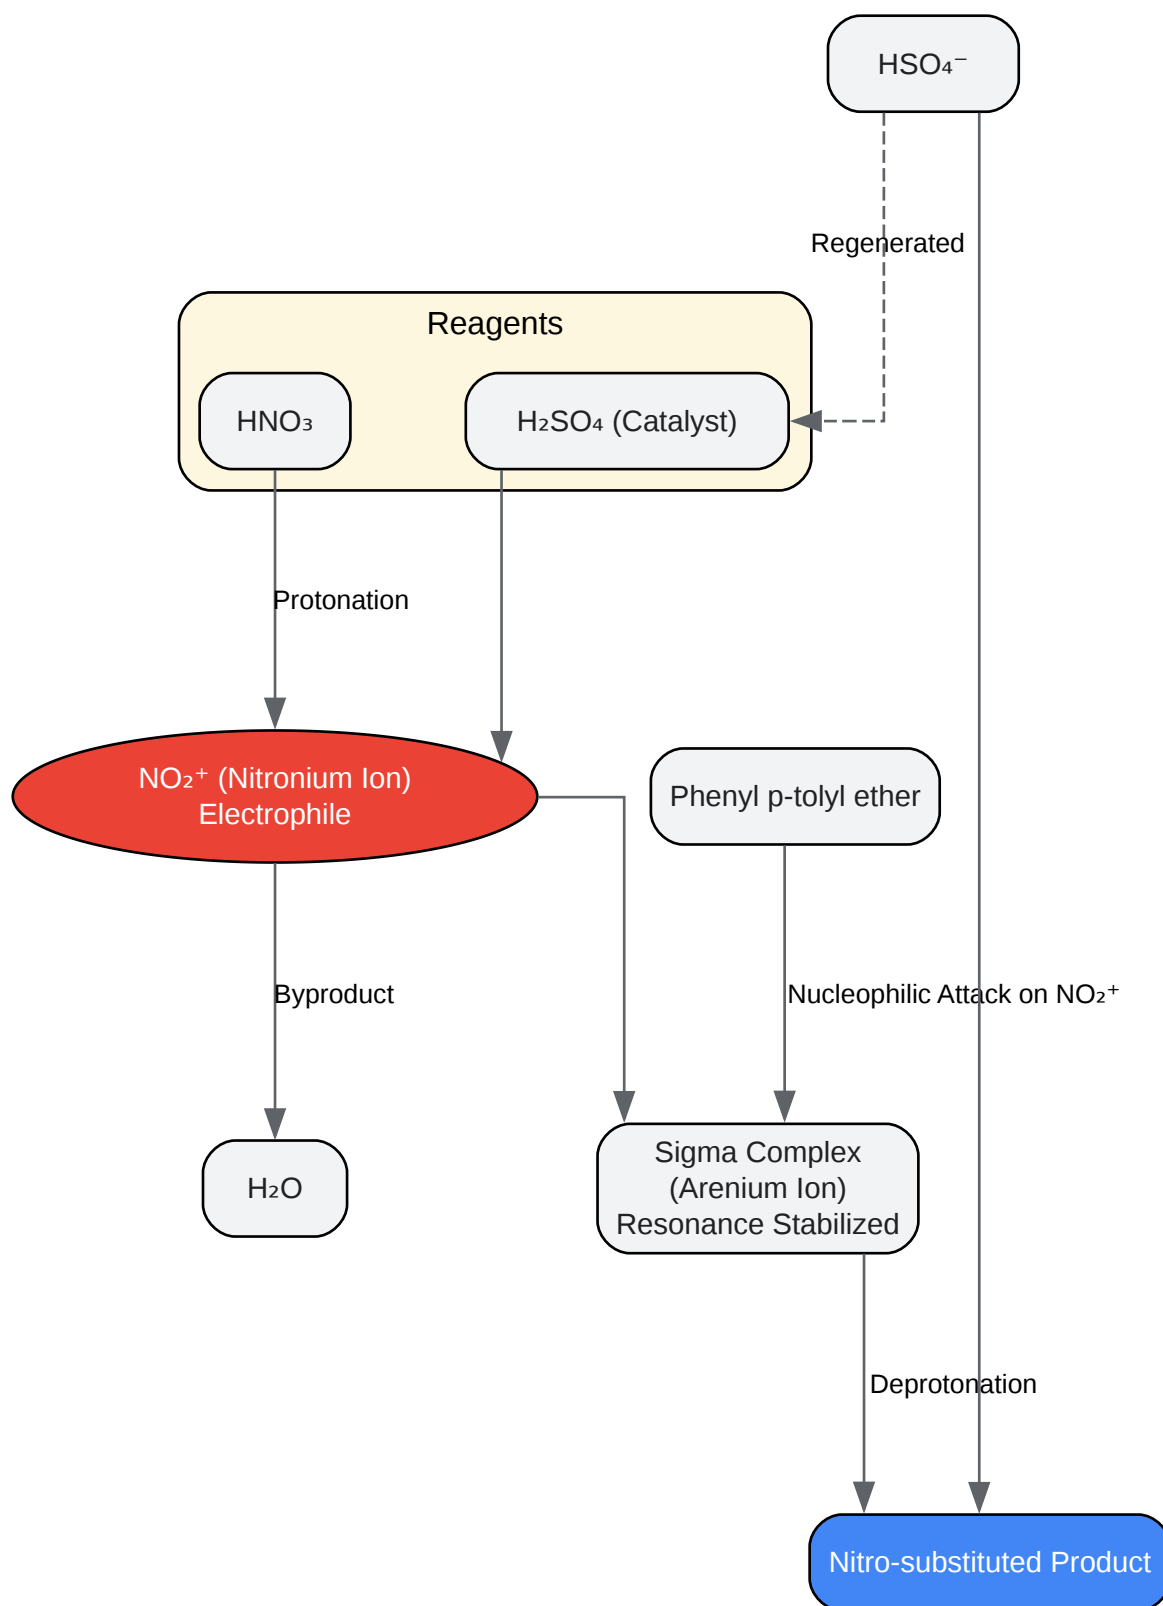 HSO₄⁻
Regenerated
Reagents
HNO₃
H₂SO₄ (Catalyst)
Protonation
NO₂⁺ (Nitronium Ion)
Electrophile
Phenyl p-tolyl ether
Byproduct
Nucleophilic Attack on NO₂⁺
H₂O
Sigma Complex
(Arenium Ion)
Resonance Stabilized
Deprotonation
Nitro-substituted Product